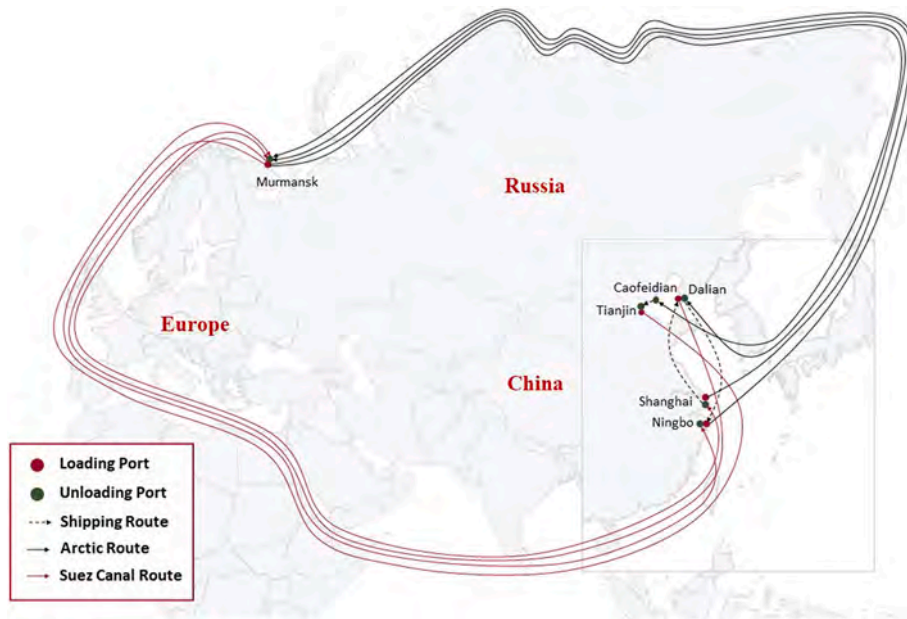 Murmansk
Russia
Caofeidian
Dalian
Tianjin
Europe
China
Shanghai
Ningbo
Loading Port
Unloading Port
Shipping Route
Arctic Route
Suez Canal Route